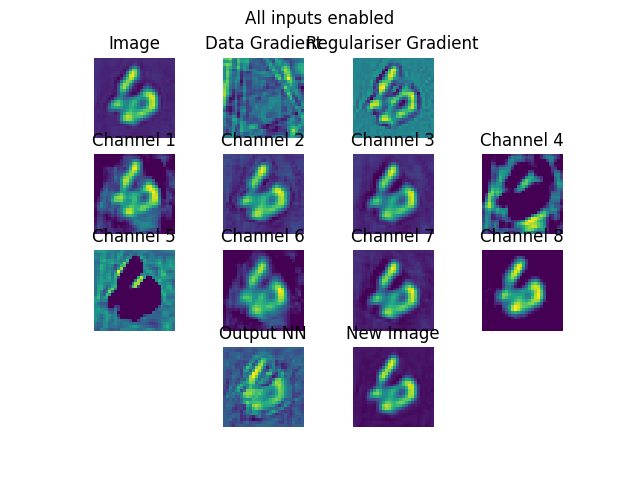 All inputs enabled
Image Data Gradient Regulariser Gradient
Channel 1 Channel 2 Channel 3 Channel 4
Channel 5 Channel 6 Channel 7 Channel 8
Output NN New Image